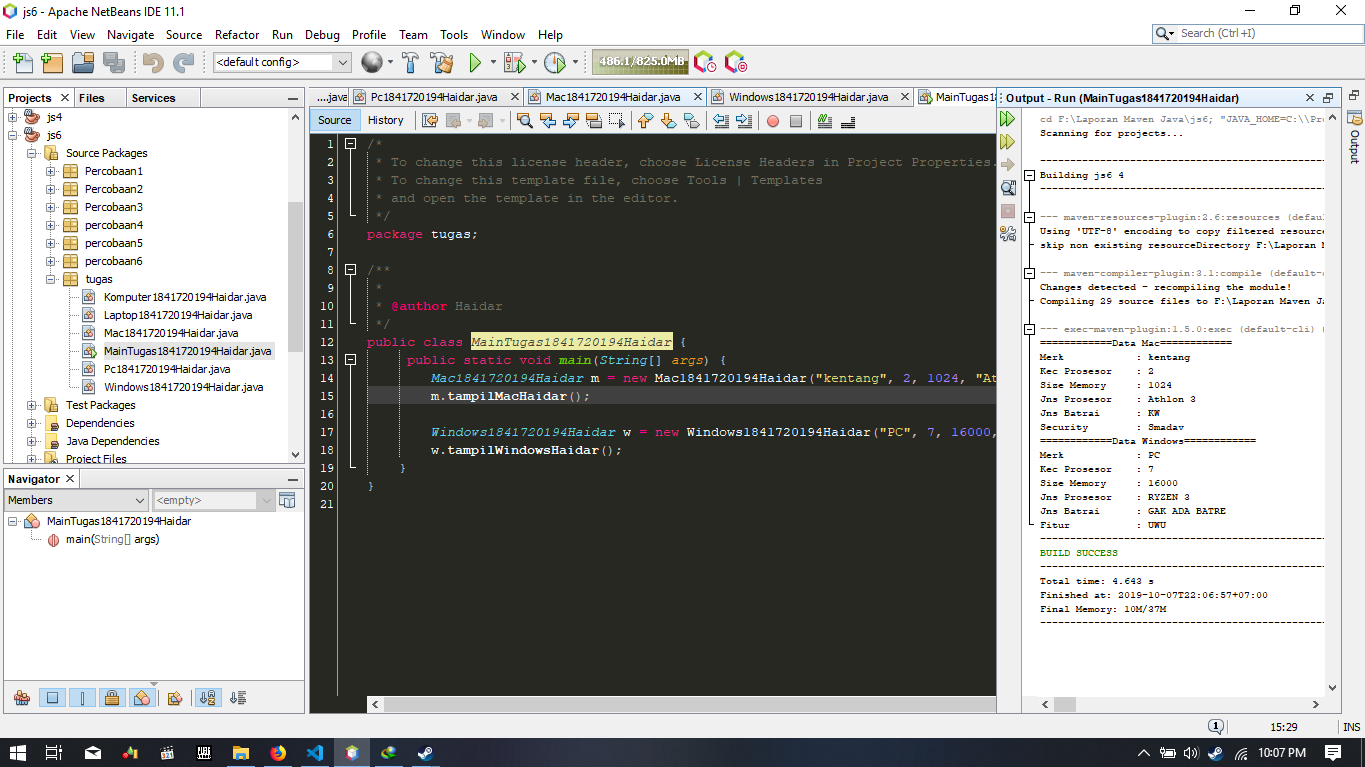 js6 - Apache NetBeans IDE 11.1
File Edit View Navigate Source Refactor Run Debug Profile Team Tools Window Help
Search (Ctrl+I)
<default config>
486.1/825.0MB
Projects Files Services
js4
js6
Source Packages
Percobaan1
Percobaan2
Percobaan3
percobaan4
percobaan5
percobaan6
tugas
Komputer1841720194Haidar.java
Laptop1841720194Haidar.java
Mac1841720194Haidar.java
MainTugas1841720194Haidar.java
Pc1841720194Haidar.java
Windows1841720194Haidar.java
Test Packages
Dependencies
Java Dependencies
Project Files
Navigator
Members
<empty>
MainTugas1841720194Haidar
main(String[] args)
....java Pc1841720194Haidar.java Mac1841720194Haidar.java Windows1841720194Haidar.java MainTugas18
Source History
1 /*
2 * To change this license header, choose License Headers in Project Properties.
3 * To change this template file, choose Tools | Templates
4 * and open the template in the editor.
5 */
6 package tugas;
7
8 /**
9 *
10 * @author Haidar
11 */
12 public class MainTugas1841720194Haidar {
13 public static void main(String[] args) {
14 Mac1841720194Haidar m = new Mac1841720194Haidar("kentang", 2, 1024, "At
15 m.tampilMacHaidar();
16
17 Windows1841720194Haidar w = new Windows1841720194Haidar("PC", 7, 16000,
18 w.tampilWindowsHaidar();
19 }
20 }
21
Output - Run (MainTugas1841720194Haidar)
cd F:\Laporan Maven Java\js6; "JAVA_HOME=C:\\Pro
Scanning for projects...
------------------------------------------------
Building js6 4
------------------------------------------------
--- maven-resources-plugin:2.6:resources (defau
Using 'UTF-8' encoding to copy filtered resourc
skip non existing resourceDirectory F:\Laporan M
--- maven-compiler-plugin:3.1:compile (default-c
Changes detected - recompiling the module!
Compiling 29 source files to F:\Laporan Maven Ja
--- exec-maven-plugin:1.5.0:exec (default-cli)
============Data Mac============
Merk : kentang
Kec Prosesor : 2
Size Memory : 1024
Jns Prosesor : Athlon 3
Jns Batrai : KW
Security : Smadav
============Data Windows============
Merk : PC
Kec Prosesor : 7
Size Memory : 16000
Jns Prosesor : RYZEN 3
Jns Batrai : GAK ADA BATRE
Fitur : UWU
------------------------------------------------
BUILD SUCCESS
------------------------------------------------
Total time: 4.643 s
Finished at: 2019-10-07T22:06:57+07:00
Final Memory: 10M/37M
------------------------------------------------
Output
1 15:29 INS
10:07 PM